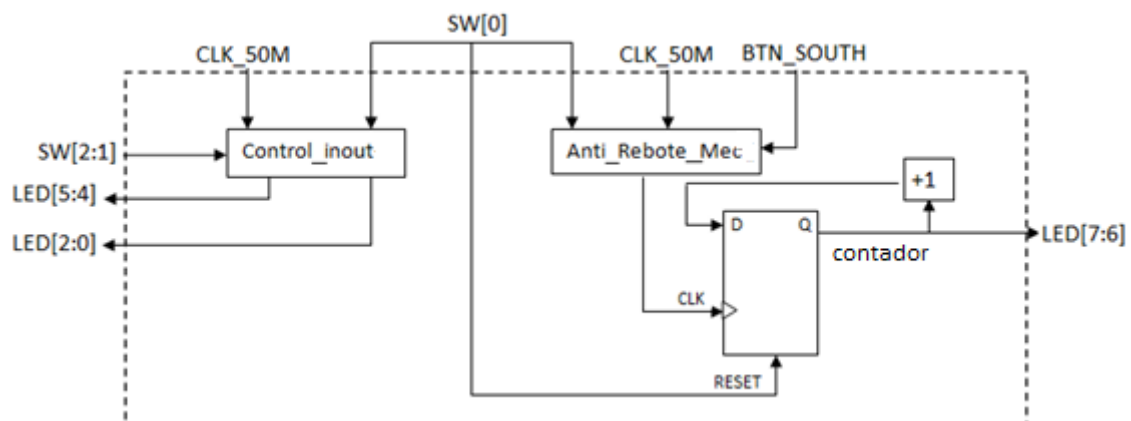 SW[0]
CLK_50M
CLK_50M
BTN_SOUTH
SW[2:1]
Control_inout
Anti_Rebote_Mec
LED[5:4]
+1
LED[2:0]
D
Q
LED[7:6]
contador
CLK
RESET